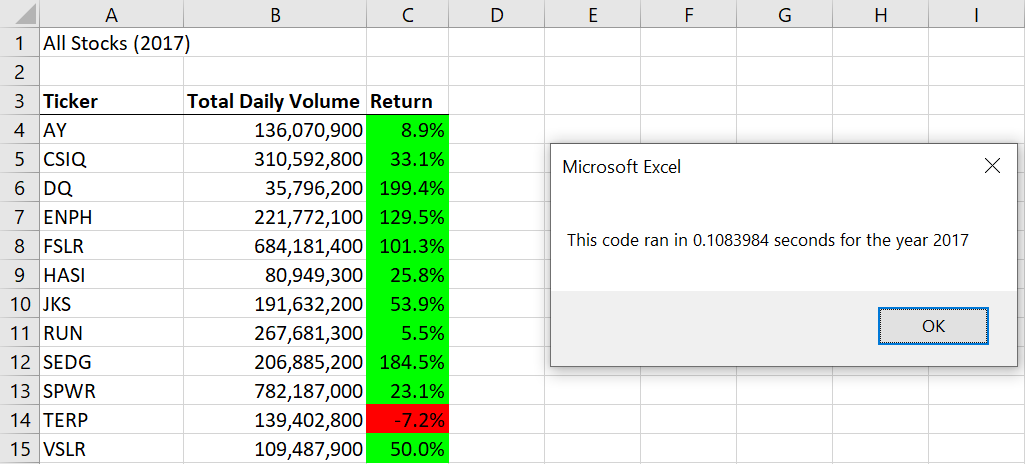 A B C D E F G H I
1 All Stocks (2017)
2
3 Ticker Total Daily Volume Return
4 AY 136,070,900 8.9%
5 CSIQ 310,592,800 33.1%
6 DQ 35,796,200 199.4%
7 ENPH 221,772,100 129.5%
8 FSLR 684,181,400 101.3%
9 HASI 80,949,300 25.8%
10 JKS 191,632,200 53.9%
11 RUN 267,681,300 5.5%
12 SEDG 206,885,200 184.5%
13 SPWR 782,187,000 23.1%
14 TERP 139,402,800 -7.2%
15 VSLR 109,487,900 50.0%
Microsoft Excel
This code ran in 0.1083984 seconds for the year 2017
OK